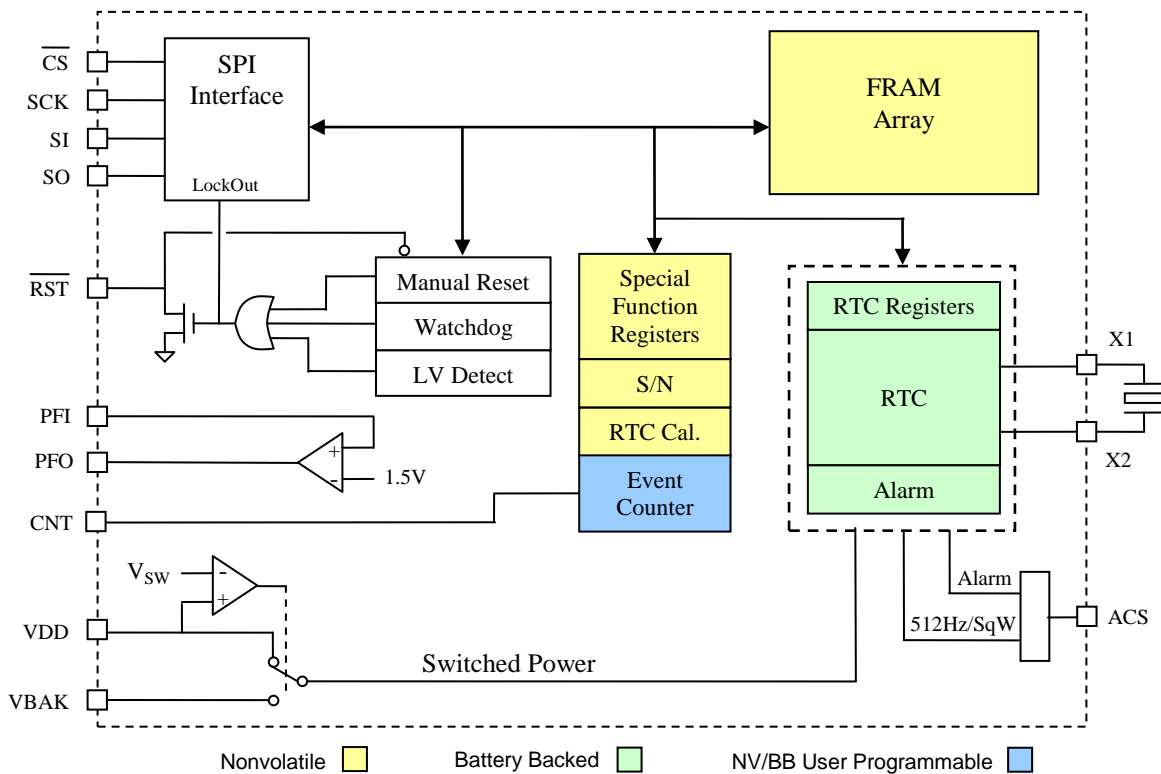 CS
SCK
SI
SO
SPI
Interface
LockOut
FRAM
Array
RST
Manual Reset
Watchdog
LV Detect
Special
Function
Registers
S/N
RTC Cal.
Event
Counter
RTC Registers
RTC
Alarm
X1
X2
PFI
PFO
+
-
1.5V
CNT
VSW
-
+
VDD
VBAK
Switched Power
Alarm
512Hz/SqW
ACS
Nonvolatile
Battery Backed
NV/BB User Programmable